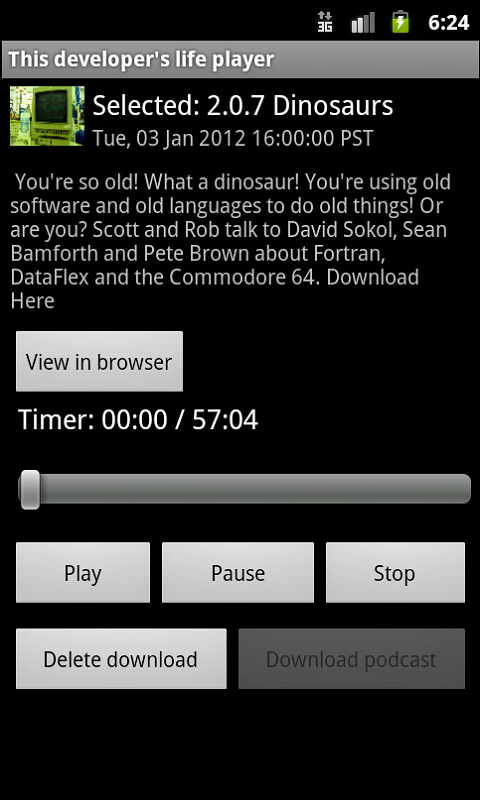 3G
6:24
This developer's life player
Selected: 2.0.7 Dinosaurs
Tue, 03 Jan 2012 16:00:00 PST
You're so old! What a dinosaur! You're using old
software and old languages to do old things! Or
are you? Scott and Rob talk to David Sokol, Sean
Bamforth and Pete Brown about Fortran,
DataFlex and the Commodore 64. Download
Here
View in browser
Timer: 00:00 / 57:04
Play
Pause
Stop
Delete download
Download podcast